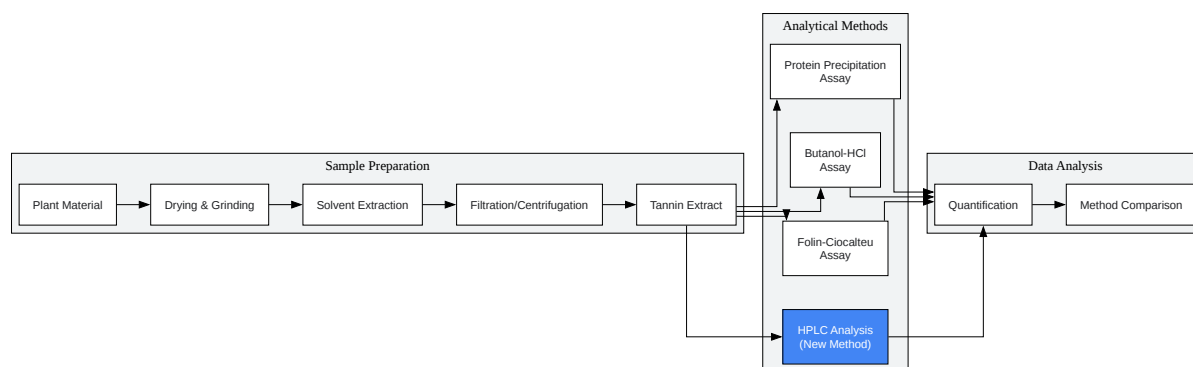 Analytical Methods
Protein Precipitation
Assay
Butanol-HCl
Assay
Folin-Ciocalteu
Assay
HPLC Analysis
(New Method)
Sample Preparation
Plant Material
Drying & Grinding
Solvent Extraction
Filtration/Centrifugation
Tannin Extract
Data Analysis
Quantification
Method Comparison